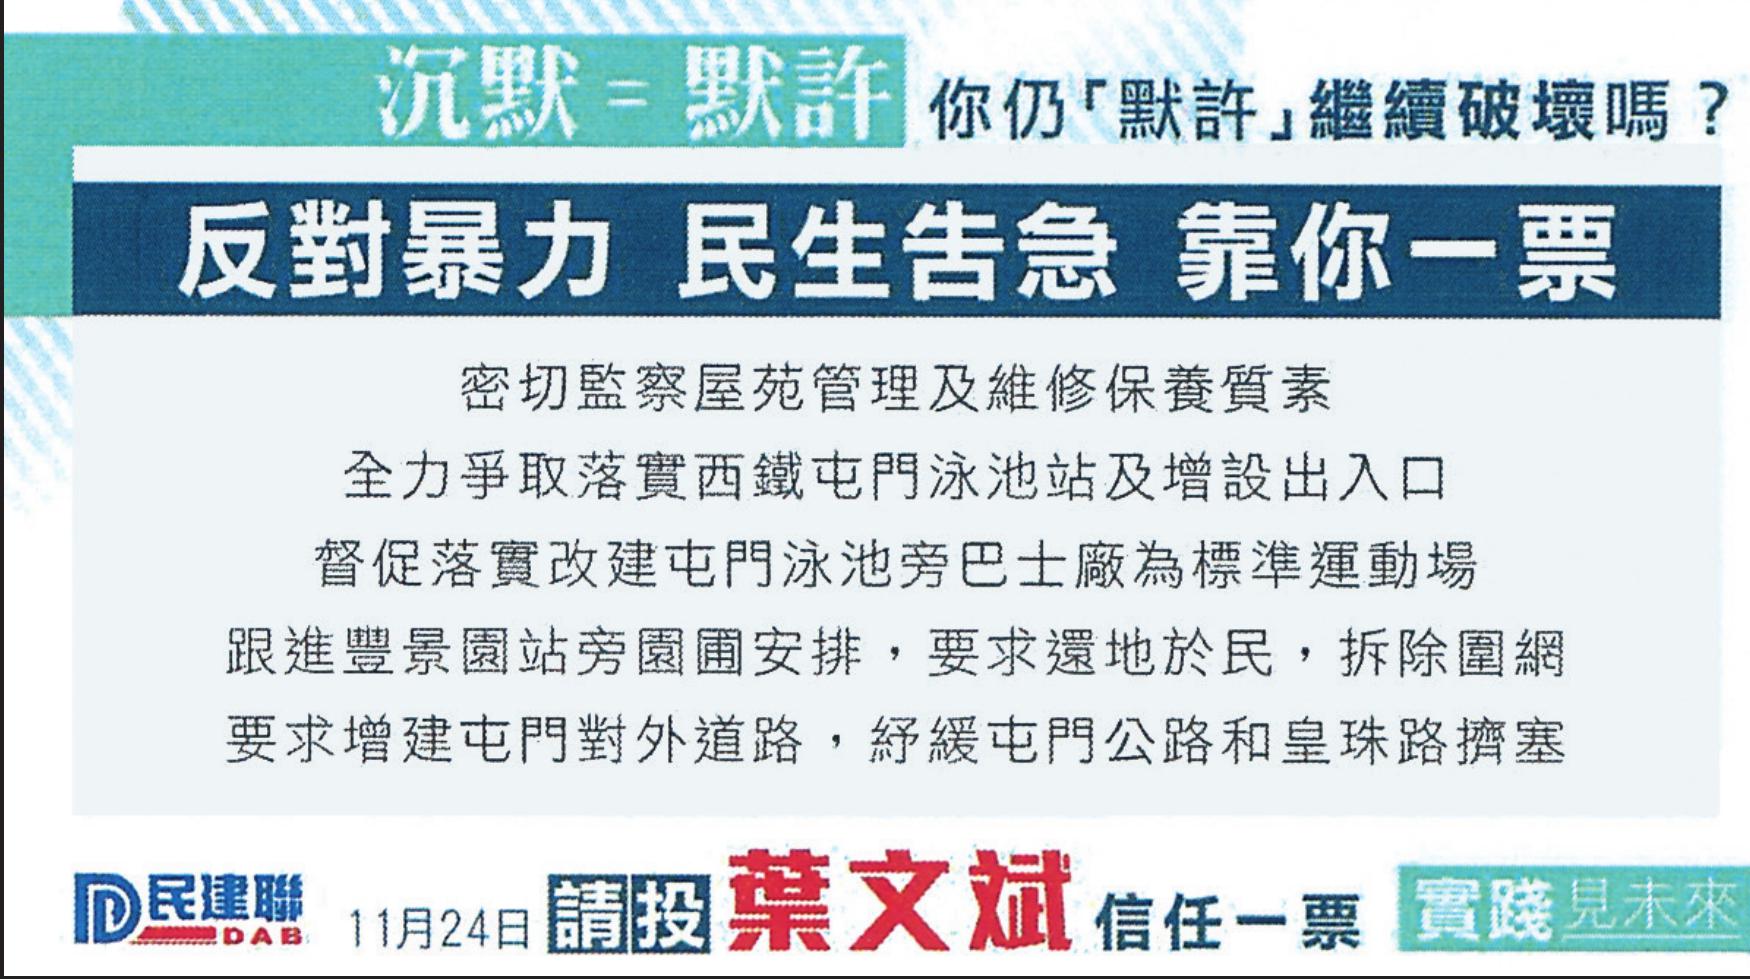 沉默 = 默許 你仍「默許」繼續破壞嗎？
反對暴力 民生告急 靠你一票
密切監察屋苑管理及維修保養質素
全力爭取落實西鐵屯門泳池站及增設出入口
督促落實改建屯門泳池旁巴士廠為標準運動場
跟進豐景園站旁園圃安排，要求還地於民，拆除圍網
要求增建屯門對外道路，紓緩屯門公路和皇珠路擠塞
民建聯 DAB 11月24日 請投 葉文斌 信任一票 實踐見未來